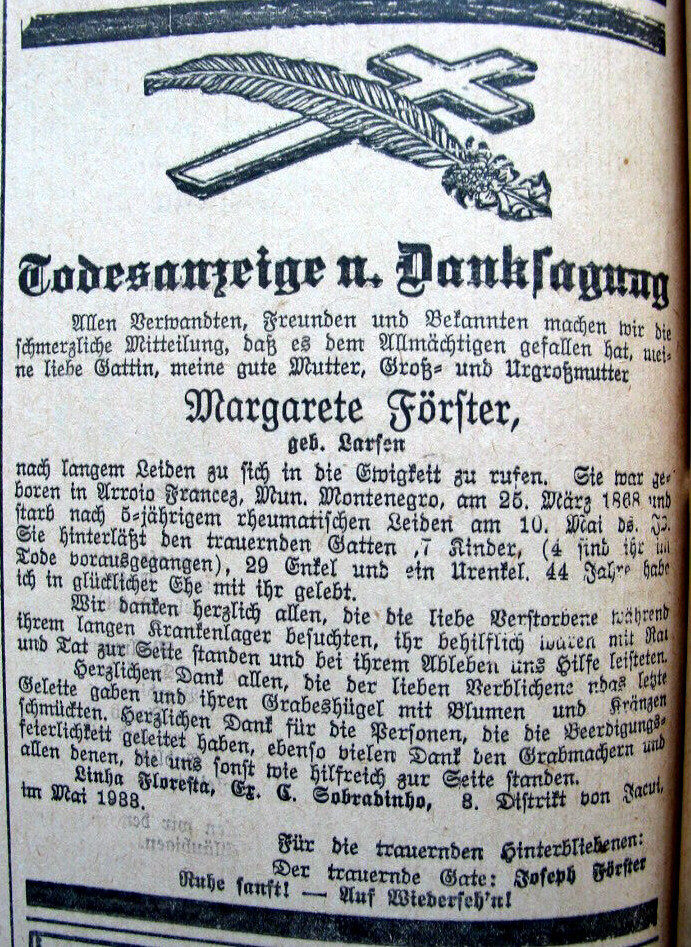 Todesanzeige u. Danksagung
Allen Verwandten, Freunden und Bekannten machen wir die
schmerzliche Mitteilung, daß es dem Allmächtigen gefallen hat, mei-
ne liebe Gattin, meine gute Mutter, Groß- und Urgroßmutter
Margarete Förster,
geb. Larsen
nach langem Leiden zu sich in die Ewigkeit zu rufen. Sie war ge-
boren in Arroio Francez, Mun. Montenegro, am 25. März 1868 und
starb nach 5-jährigem rheumatischen Leiden am 10. Mai ds. Js.
Sie hinterläßt den trauernden Gatten ,7 Kinder, (4 sind ihr im
Tode vorausgegangen), 29 Enkel und ein Urenkel. 44 Jahre habe
ich in glücklicher Ehe mit ihr gelebt.
Wir danken herzlich allen, die die liebe Verstorbene während
ihrem langen Krankenlager besuchten, ihr behilflich waren mit Rat
und Tat zur Seite standen und bei ihrem Ableben uns Hilfe leisteten.
Herzlichen Dank allen, die der lieben Verblichene ndas letzte
Geleite gaben und ihren Grabeshügel mit Blumen und Kränzen
schmückten. Herzlichen Dank für die Personen, die die Beerdigungs-
feierlichkeit geleitet haben, ebenso vielen Dank den Grabmachern und
allen denen, die uns sonst wie hilfreich zur Seite standen.
Linha Floresta, Ex. C. Sobradinho, 8. Distrikt von Jacui,
im Mai 1938.
Für die trauernden Hinterbliebenen:
Der trauernde Gate: Joseph Förster
Ruhe sanft! — Auf Wiederseh'n!